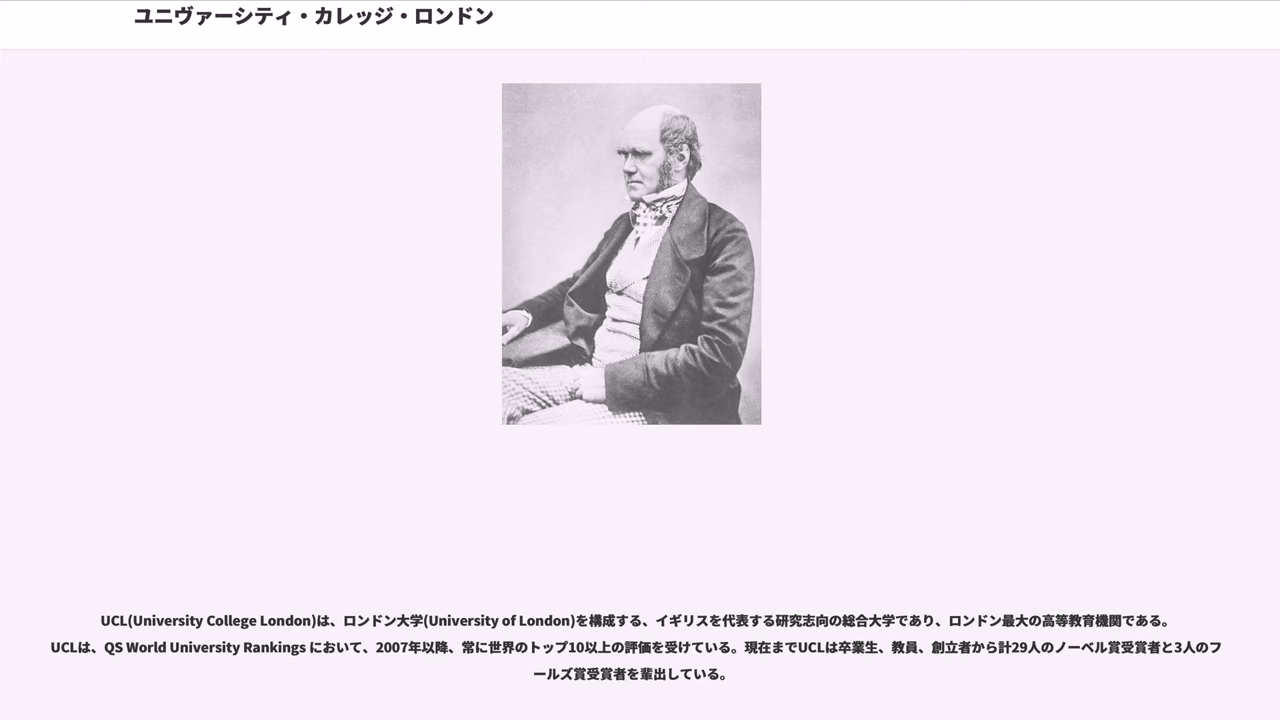 ユニヴァーシティ・カレッジ・ロンドン
UCL(University College London)は、ロンドン大学(University of London)を構成する、イギリスを代表する研究志向の総合大学であり、ロンドン最大の高等教育機関である。
UCLは、QS World University Rankings において、2007年以降、常に世界のトップ10以上の評価を受けている。現在までUCLは卒業生、教員、創立者から計29人のノーベル賞受賞者と3人のフ
ールズ賞受賞者を輩出している。